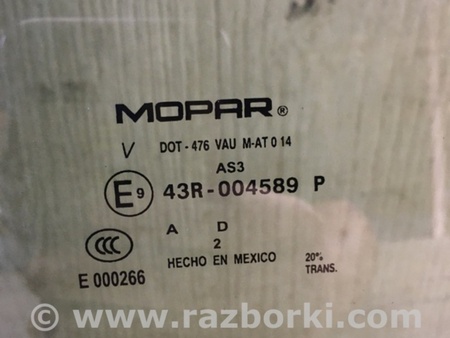 MOPAR®
V DOT-476 VAU M-AT 0 14
AS3
E9 43R-004589 P
A D
CCC 2
E 000266 HECHO EN MEXICO 20% TRANS.
© www.razborki.com